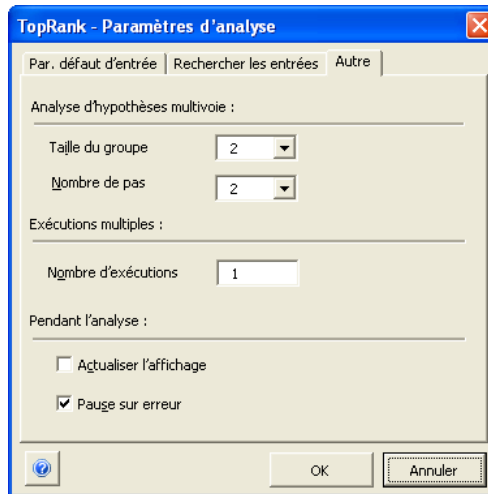 TopRank - Paramètres d'analyse
Par. défaut d'entrée Rechercher les entrées Autre
Analyse d'hypothèses multivoie :
Taille du groupe 2
Nombre de pas 2
Exécutions multiples :
Nombre d'exécutions 1
Pendant l'analyse :
Actualiser l'affichage
Pause sur erreur
? OK Annuler